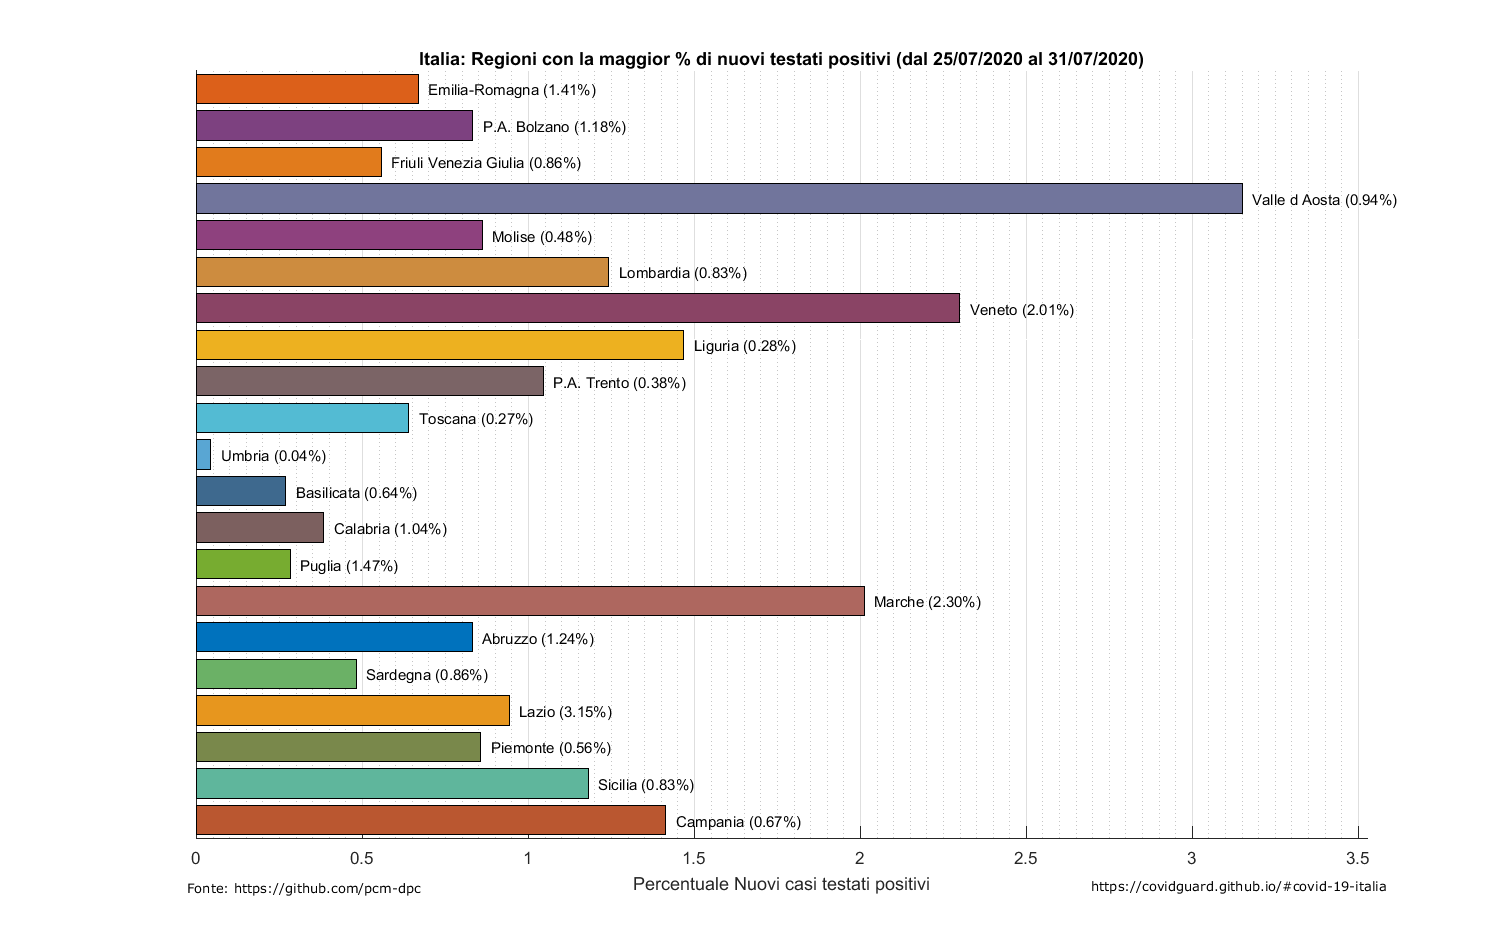 Italia: Regioni con la maggior % di nuovi testati positivi (dal 25/07/2020 al 31/07/2020)
Emilia-Romagna (1.41%)
P.A. Bolzano (1.18%)
Friuli Venezia Giulia (0.86%)
Valle d Aosta (0.94%)
Molise (0.48%)
Lombardia (0.83%)
Veneto (2.01%)
Liguria (0.28%)
P.A. Trento (0.38%)
Toscana (0.27%)
Umbria (0.04%)
Basilicata (0.64%)
Calabria (1.04%)
Puglia (1.47%)
Marche (2.30%)
Abruzzo (1.24%)
Sardegna (0.86%)
Lazio (3.15%)
Piemonte (0.56%)
Sicilia (0.83%)
Campania (0.67%)
0 0.5 1 1.5 2 2.5 3 3.5
Percentuale Nuovi casi testati positivi
Fonte: https://github.com/pcm-dpc
https://covidguard.github.io/#covid-19-italia